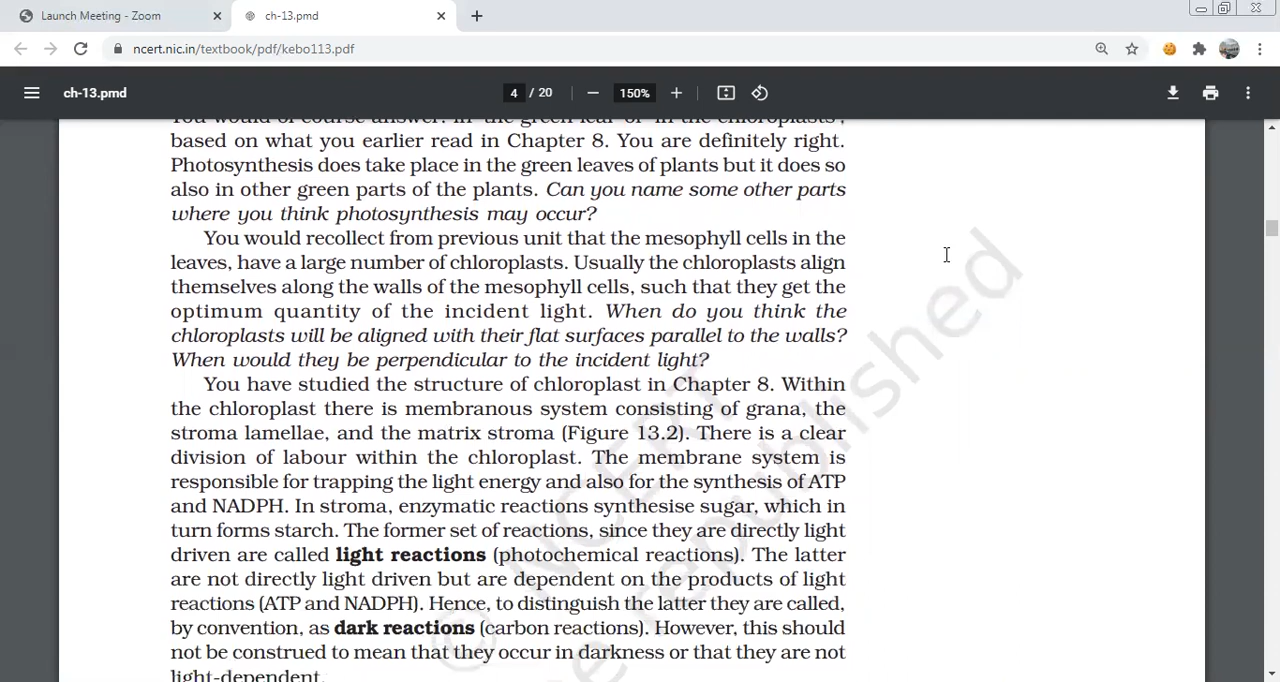 Launch Meeting - Zoom
ch-13.pmd
ncert.nic.in/textbook/pdf/kebo113.pdf
ch-13.pmd
4 / 20
150%
You would of course answer: in 'the green leaf' or 'in the chloroplasts',
based on what you earlier read in Chapter 8. You are definitely right.
Photosynthesis does take place in the green leaves of plants but it does so
also in other green parts of the plants. Can you name some other parts
where you think photosynthesis may occur?
You would recollect from previous unit that the mesophyll cells in the
leaves, have a large number of chloroplasts. Usually the chloroplasts align
themselves along the walls of the mesophyll cells, such that they get the
optimum quantity of the incident light. When do you think the
chloroplasts will be aligned with their flat surfaces parallel to the walls?
When would they be perpendicular to the incident light?
You have studied the structure of chloroplast in Chapter 8. Within
the chloroplast there is membranous system consisting of grana, the
stroma lamellae, and the matrix stroma (Figure 13.2). There is a clear
division of labour within the chloroplast. The membrane system is
responsible for trapping the light energy and also for the synthesis of ATP
and NADPH. In stroma, enzymatic reactions synthesise sugar, which in
turn forms starch. The former set of reactions, since they are directly light
driven are called light reactions (photochemical reactions). The latter
are not directly light driven but are dependent on the products of light
reactions (ATP and NADPH). Hence, to distinguish the latter they are called,
by convention, as dark reactions (carbon reactions). However, this should
not be construed to mean that they occur in darkness or that they are not
light-dependent.
© NCERT
be republished